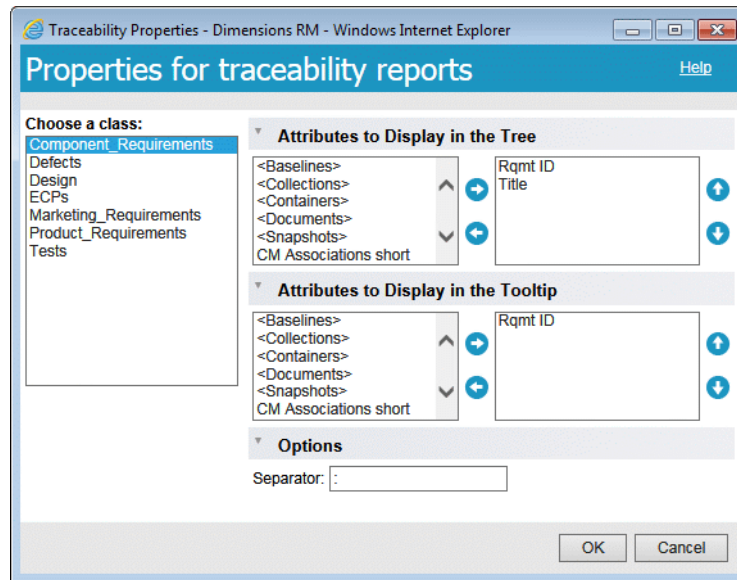 Traceability Properties - Dimensions RM - Windows Internet Explorer
Properties for traceability reports
Help
Choose a class:
Component_Requirements
Defects
Design
ECPs
Marketing_Requirements
Product_Requirements
Tests
Attributes to Display in the Tree
<Baselines>
<Collections>
<Containers>
<Documents>
<Snapshots>
CM Associations short
Rqmt ID
Title
Attributes to Display in the Tooltip
<Baselines>
<Collections>
<Containers>
<Documents>
<Snapshots>
CM Associations short
Rqmt ID
Options
Separator: :
OK
Cancel